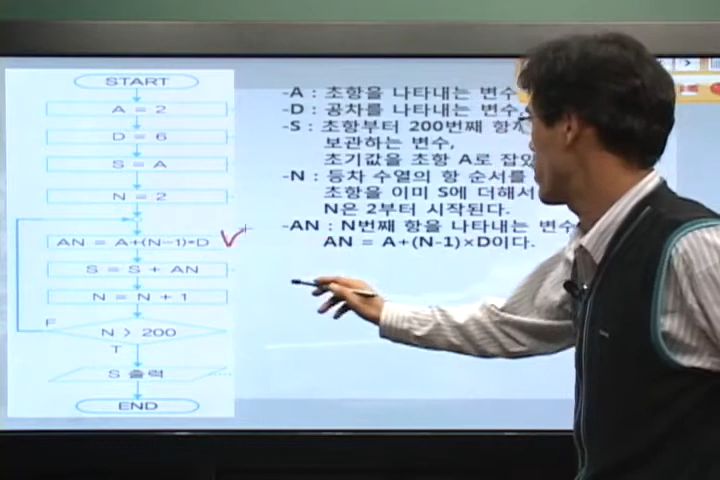 START
A = 2
D = 6
S = A
N = 2
AN = A+(N-1)*D
S = S + AN
N = N + 1
F
N > 200
T
S 출력
END
-A : 초항을 나타내는 변수
-D : 공차를 나타내는 변수
-S : 초항부터 200번째
보관하는 변수,
초기값을 초항 A로
-N : 등차 수열의 항 순서를
초항을 이미 S에 더해서
N은 2부터 시작된다.
-AN : N번째 항을 나타내는 변수
AN = A+(N-1)×D이다.